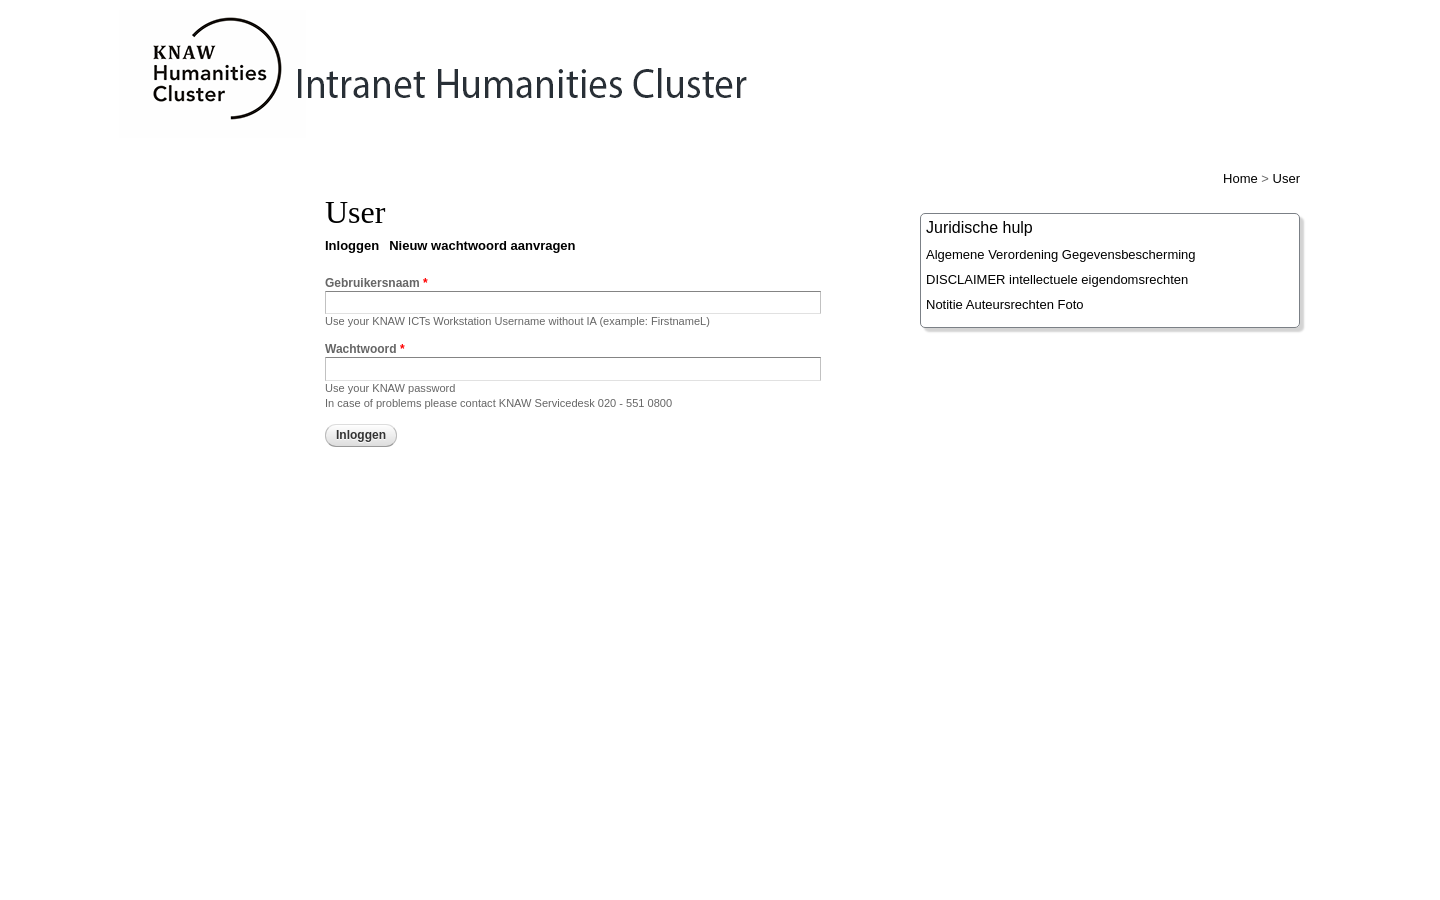 KNAW
Humanities
Cluster
Intranet Humanities Cluster
Home > User
User
Inloggen Nieuw wachtwoord aanvragen
Gebruikersnaam *
Use your KNAW ICTs Workstation Username without IA (example: FirstnameL)
Wachtwoord *
Use your KNAW password
In case of problems please contact KNAW Servicedesk 020 - 551 0800
Inloggen
Juridische hulp
Algemene Verordening Gegevensbescherming
DISCLAIMER intellectuele eigendomsrechten
Notitie Auteursrechten Foto